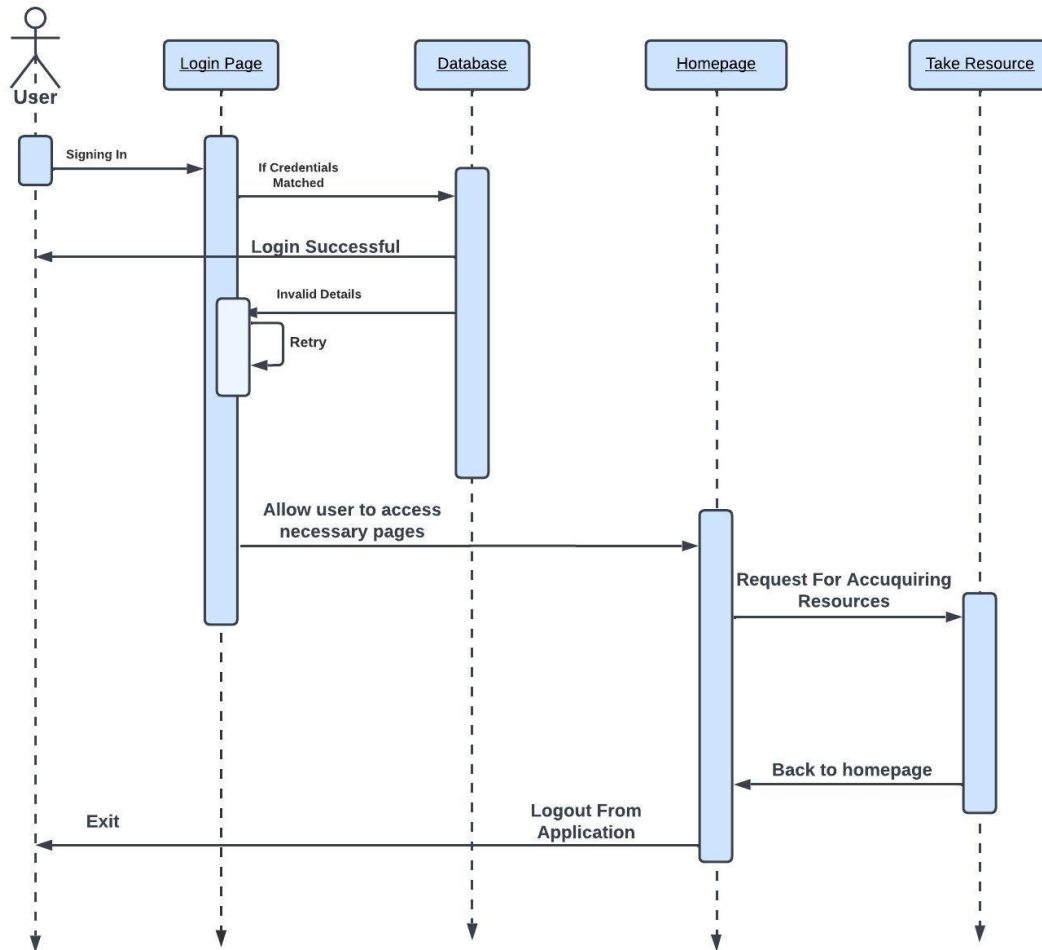 Login Page
Database
Homepage
Take Resource
User
Signing In
If Credentials
Matched
Login Successful
Invalid Details
Retry
Allow user to access
necessary pages
Request For Accuquiring
Resources
Back to homepage
Logout From
Application
Exit